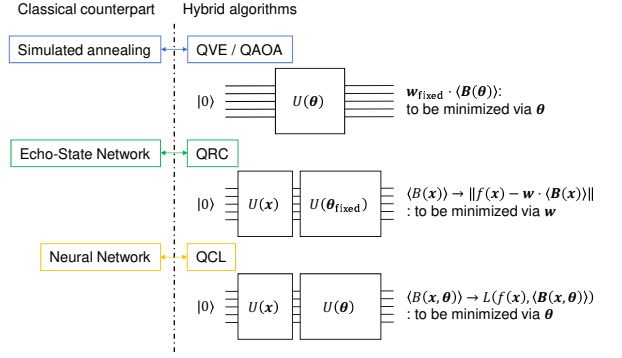 Classical counterpart Hybrid algorithms
Simulated annealing QVE / QAOA
|0⟩ U(θ) w_fixed · ⟨B(θ)⟩:
to be minimized via θ
Echo-State Network QRC
|0⟩ U(x) U(θ_fixed) ⟨B(x)⟩ → ‖f(x) − w · ⟨B(x)⟩‖
: to be minimized via w
Neural Network QCL
|0⟩ U(x) U(θ) ⟨B(x, θ)⟩ → L(f(x), ⟨B(x, θ)⟩)
: to be minimized via θ